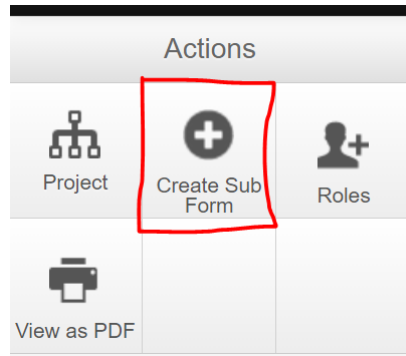 Actions
Project
Create Sub
Form
Roles
View as PDF